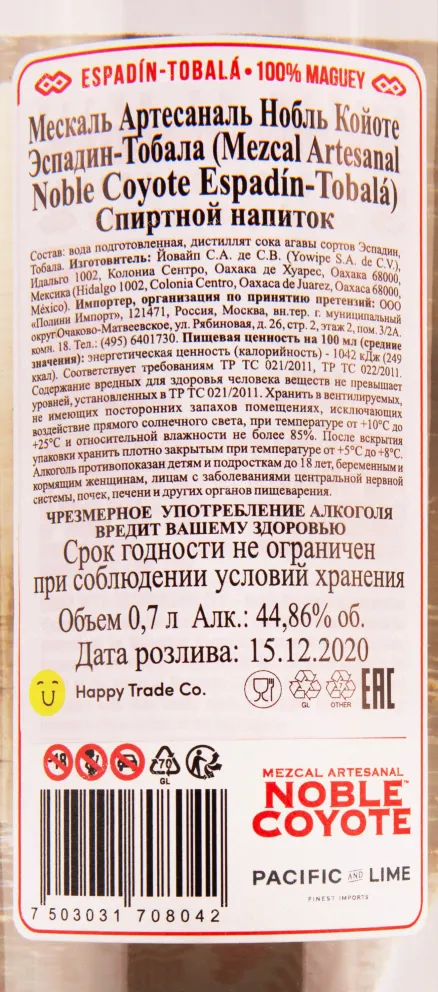 ESPADÍN-TOBALÁ • 100% MAGUEY
Мескаль Артесаналь Нобль Койоте
Эспадин-Тобала (Mezcal Artesanal
Noble Coyote Espadín-Tobalá)
Спиртной напиток
Состав: вода подготовленная, дистиллят сока агавы сортов Эспадин,
Тобала. Изготовитель: Йовайп С.А. де С.В. (Yowipe S.A. de C.V.),
Идальго 1002, Колониа Сентро, Оахака де Хуарес, Оахака 68000,
Мексика (Hidalgo 1002, Colonia Centro, Oaxaca de Juarez, Oaxaca 68000,
México). Импортер, организация по принятию претензий: ООО
«Полини Импорт», 121471, Россия, Москва, вн.тер. г. муниципальный
округ Очаково-Матвеевское, ул. Рябиновая, д. 26, стр. 2, этаж 2, пом. 3/2А,
комн. 18. Тел.: (495) 6401730. Пищевая ценность на 100 мл (средние
значения): энергетическая ценность (калорийность) - 1042 кДж (249
ккал). Соответствует требованиям ТР ТС 021/2011, ТР ТС 022/2011.
Содержание вредных для здоровья человека веществ не превышает
уровней, установленных в ТР ТС 021/2011. Хранить в вентилируемых,
не имеющих посторонних запахов помещениях, исключающих
воздействие прямого солнечного света, при температуре от +10°С до
+25°С и относительной влажности не более 85%. После вскрытия
упаковки хранить плотно закрытым при температуре от +5°С до +8°С.
Алкоголь противопоказан детям и подросткам до 18 лет, беременным и
кормящим женщинам, лицам с заболеваниями центральной нервной
системы, почек, печени и других органов пищеварения.
ЧРЕЗМЕРНОЕ УПОТРЕБЛЕНИЕ АЛКОГОЛЯ
ВРЕДИТ ВАШЕМУ ЗДОРОВЬЮ
Срок годности не ограничен
при соблюдении условий хранения
Объем 0,7 л Алк.: 44,86% об.
Дата розлива: 15.12.2020
Happy Trade Co.
GL
OTHER
EAC
-18
70
GL
MEZCAL ARTESANAL
NOBLE™
COYOTE
PACIFIC AND LIME
FINEST IMPORTS
7 503031 708042